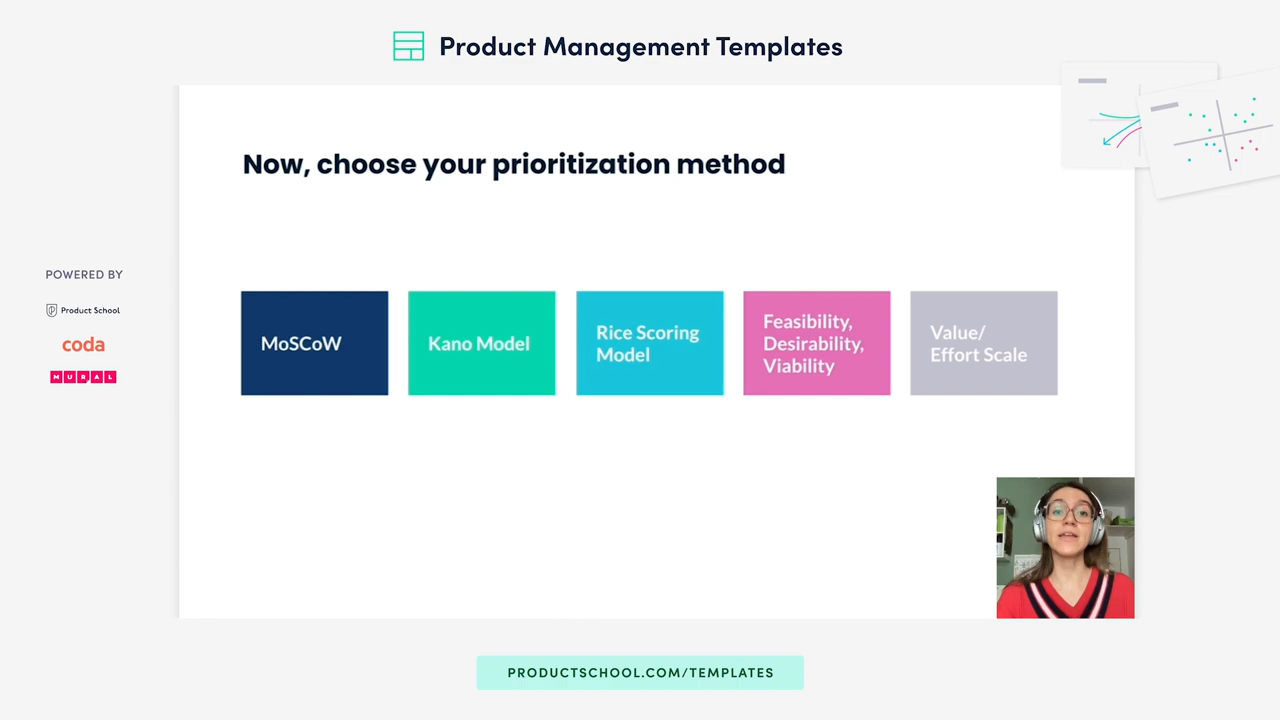 Product Management Templates
Now, choose your prioritization method
POWERED BY
Product School
coda
MURAL
MoSCoW
Kano Model
Rice Scoring
Model
Feasibility,
Desirability,
Viability
Value/
Effort Scale
PRODUCTSCHOOL.COM/TEMPLATES